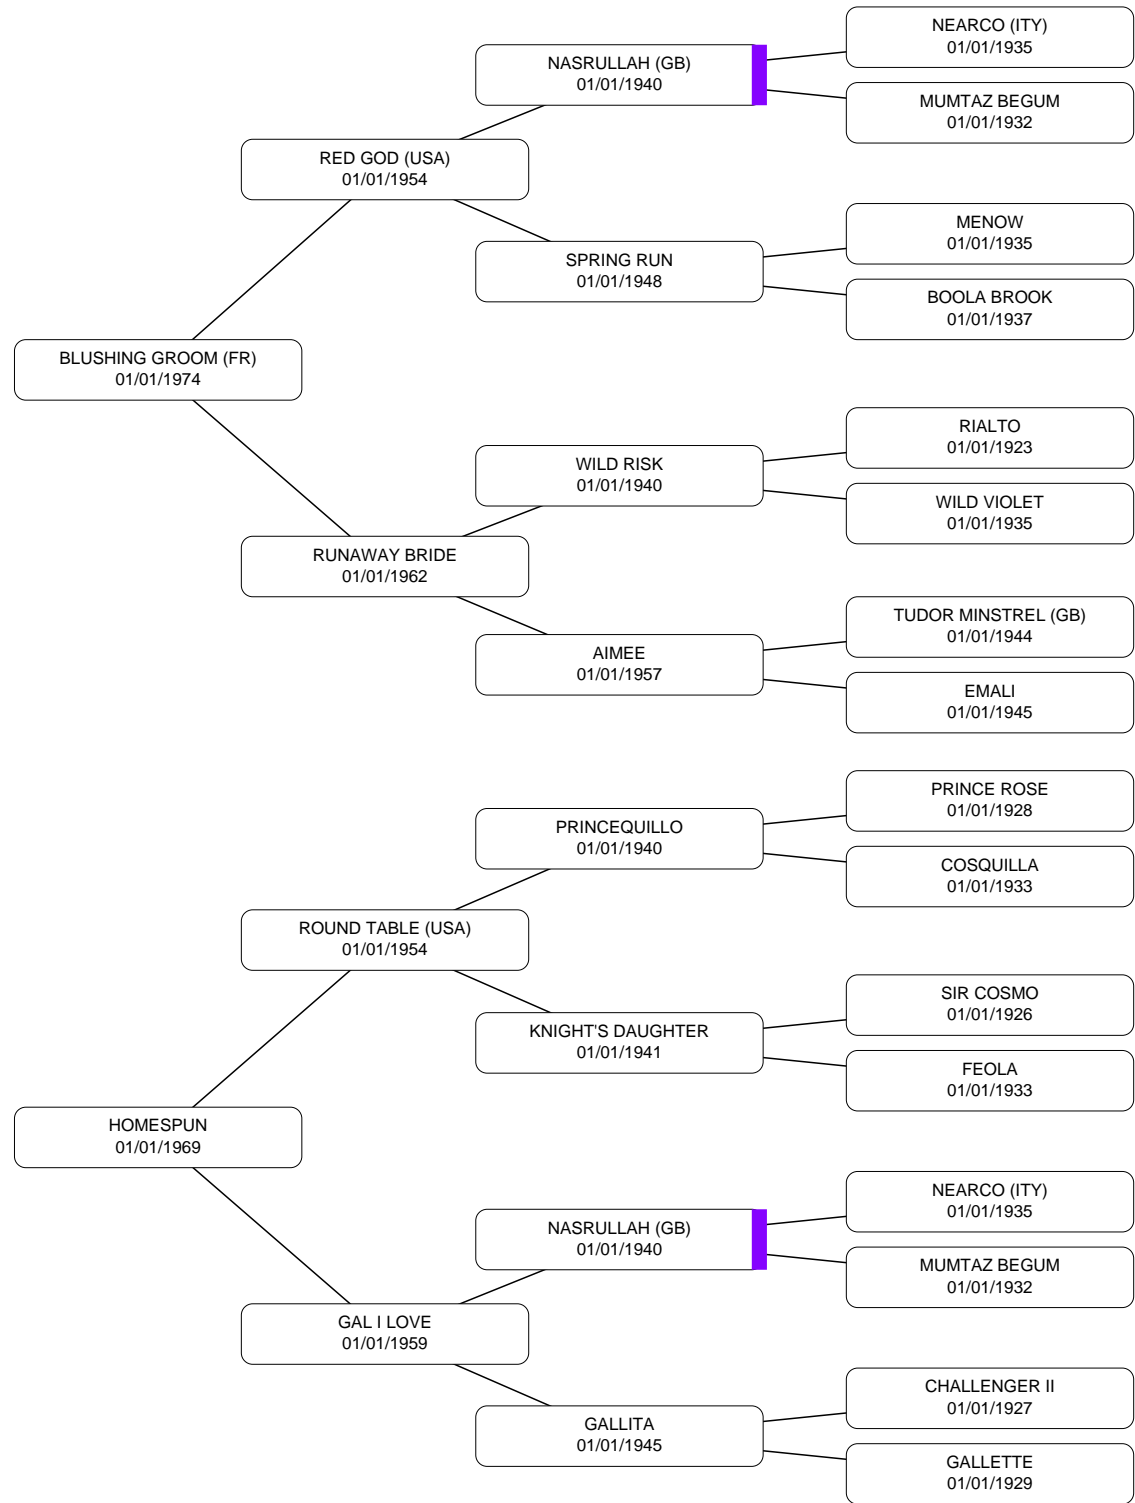 NEARCO (ITY)
01/01/1935
NASRULLAH (GB)
01/01/1940
MUMTAZ BEGUM
01/01/1932
RED GOD (USA)
01/01/1954
MENOW
01/01/1935
SPRING RUN
01/01/1948
BOOLA BROOK
01/01/1937
BLUSHING GROOM (FR)
01/01/1974
RIALTO
01/01/1923
WILD RISK
01/01/1940
WILD VIOLET
01/01/1935
RUNAWAY BRIDE
01/01/1962
TUDOR MINSTREL (GB)
01/01/1944
AIMEE
01/01/1957
EMALI
01/01/1945
PRINCE ROSE
01/01/1928
PRINCEQUILLO
01/01/1940
COSQUILLA
01/01/1933
ROUND TABLE (USA)
01/01/1954
SIR COSMO
01/01/1926
KNIGHT'S DAUGHTER
01/01/1941
FEOLA
01/01/1933
HOMESPUN
01/01/1969
NEARCO (ITY)
01/01/1935
NASRULLAH (GB)
01/01/1940
MUMTAZ BEGUM
01/01/1932
GAL I LOVE
01/01/1959
CHALLENGER II
01/01/1927
GALLITA
01/01/1945
GALLETTE
01/01/1929